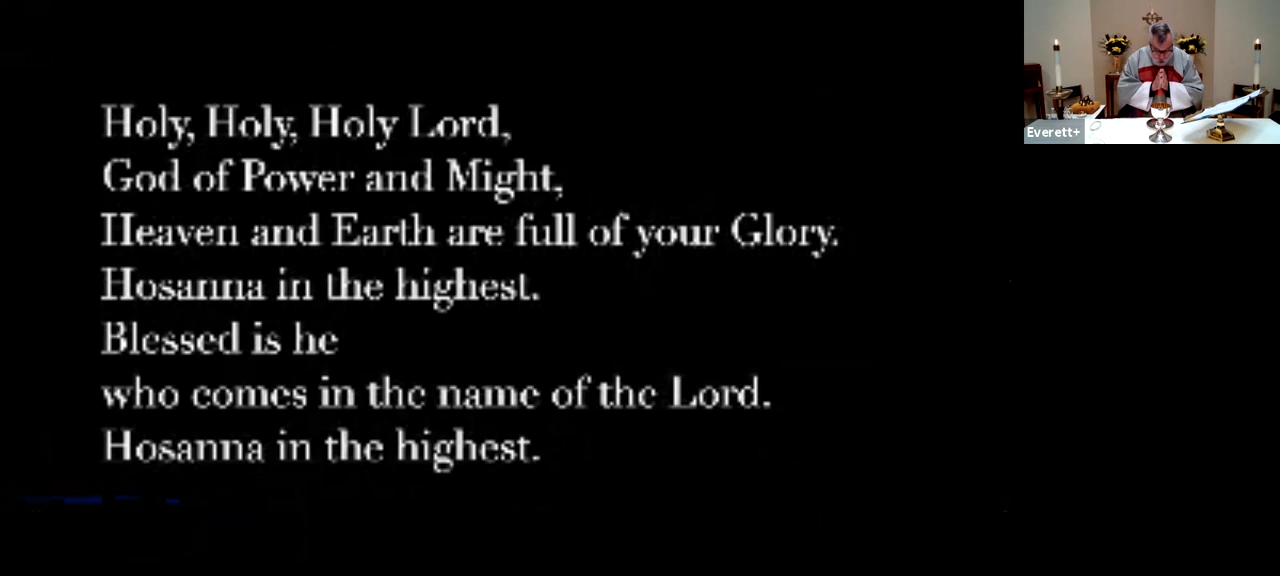 Holy, Holy, Holy Lord,
God of Power and Might,
Heaven and Earth are full of your Glory.
Hosanna in the highest.
Blessed is he
who comes in the name of the Lord.
Hosanna in the highest.
Everett+